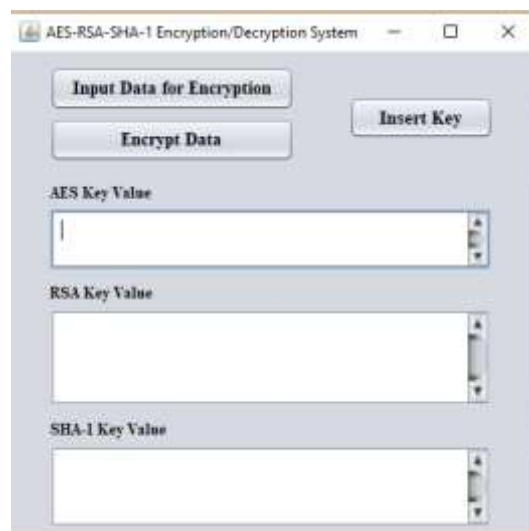 AES-RSA-SHA-1 Encryption/Decryption System
Input Data for Encryption
Insert Key
Encrypt Data
AES Key Value
RSA Key Value
SHA-1 Key Value